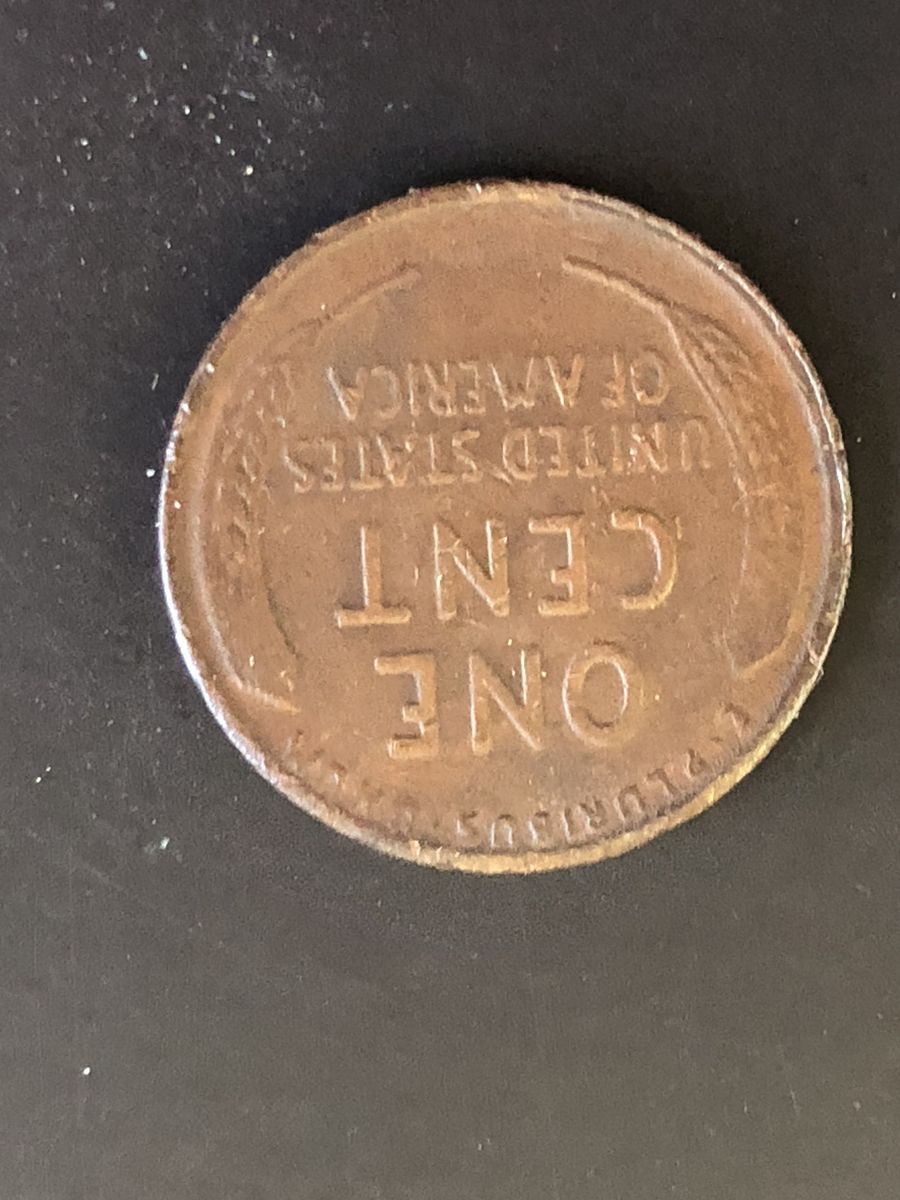 E PLURIBUS · UNUM
ONE
CENT
UNITED STATES
OF AMERICA